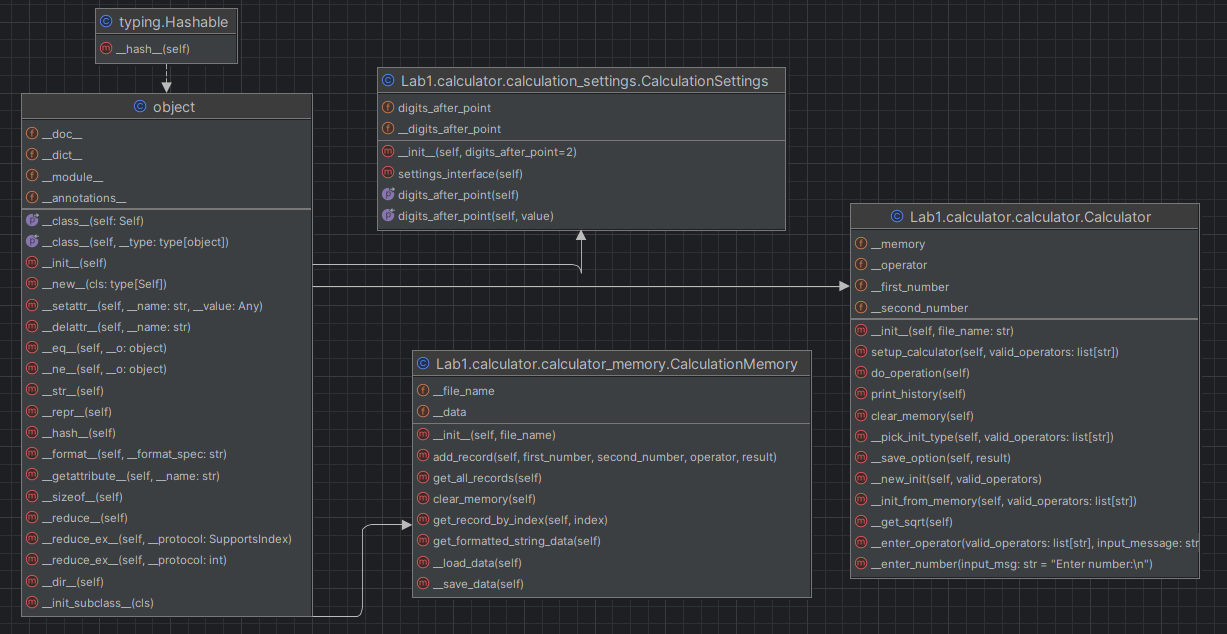 typing.Hashable
__hash__(self)
object
__doc__
__dict__
__module__
__annotations__
__class__(self: Self)
__class__(self, __type: type[object])
__init__(self)
__new__(cls: type[Self])
__setattr__(self, __name: str, __value: Any)
__delattr__(self, __name: str)
__eq__(self, __o: object)
__ne__(self, __o: object)
__str__(self)
__repr__(self)
__hash__(self)
__format__(self, __format_spec: str)
__getattribute__(self, __name: str)
__sizeof__(self)
__reduce__(self)
__reduce_ex__(self, __protocol: SupportsIndex)
__reduce_ex__(self, __protocol: int)
__dir__(self)
__init_subclass__(cls)
Lab1.calculator.calculation_settings.CalculationSettings
digits_after_point
__digits_after_point
__init__(self, digits_after_point=2)
settings_interface(self)
digits_after_point(self)
digits_after_point(self, value)
Lab1.calculator.calculator_memory.CalculationMemory
__file_name
__data
__init__(self, file_name)
add_record(self, first_number, second_number, operator, result)
get_all_records(self)
clear_memory(self)
get_record_by_index(self, index)
get_formatted_string_data(self)
__load_data(self)
__save_data(self)
Lab1.calculator.calculator.Calculator
__memory
__operator
__first_number
__second_number
__init__(self, file_name: str)
setup_calculator(self, valid_operators: list[str])
do_operation(self)
print_history(self)
clear_memory(self)
__pick_init_type(self, valid_operators: list[str])
__save_option(self, result)
__new_init(self, valid_operators)
__init_from_memory(self, valid_operators: list[str])
__get_sqrt(self)
__enter_operator(valid_operators: list[str], input_message: str
__enter_number(input_msg: str = "Enter number:\n")